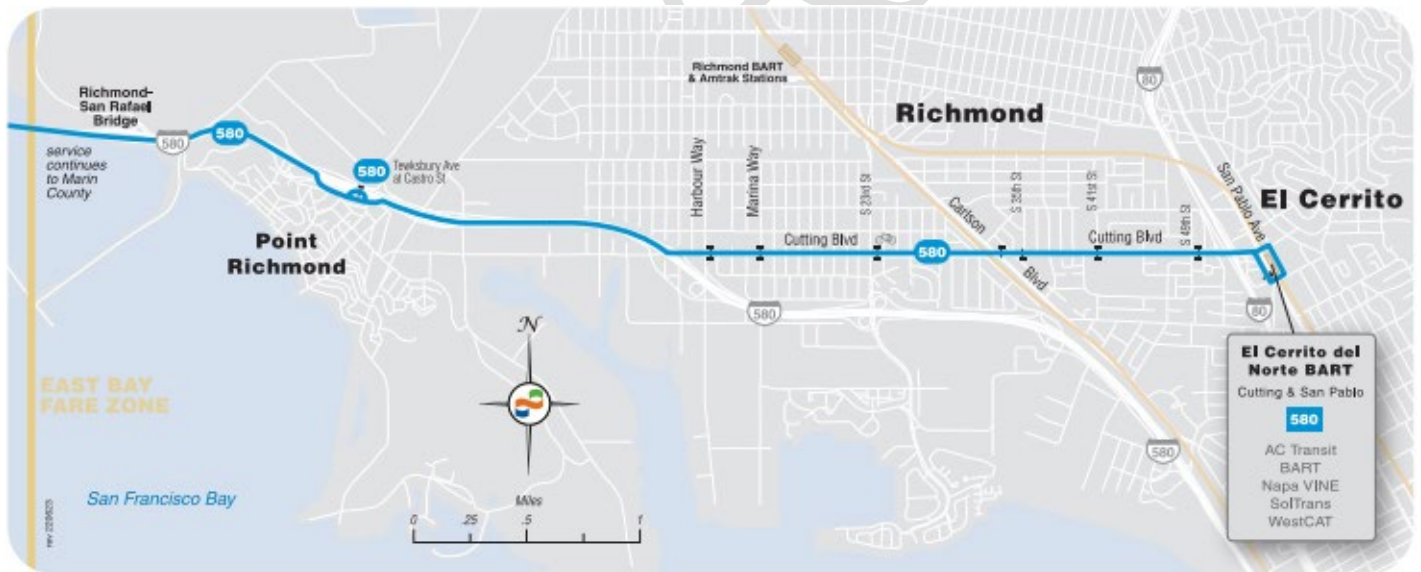 Richmond BART
& Amtrak Stations
80
Richmond–
San Rafael
Bridge
Richmond
580
580
service
continues
to Marin
County
580
Tewksbury Ave
at Castro St
San Pablo Ave
El Cerrito
Harbour Way
Marina Way
S 23rd St
Carlson
Blvd
S 35th St
S 41st St
S 49th St
Point
Richmond
Cutting Blvd
580
Cutting Blvd
580
80
N
El Cerrito del
Norte BART
Cutting & San Pablo
580
AC Transit
BART
Napa VINE
SolTrans
WestCAT
EAST BAY
FARE ZONE
580
San Francisco Bay
Miles
0 .25 .5 1